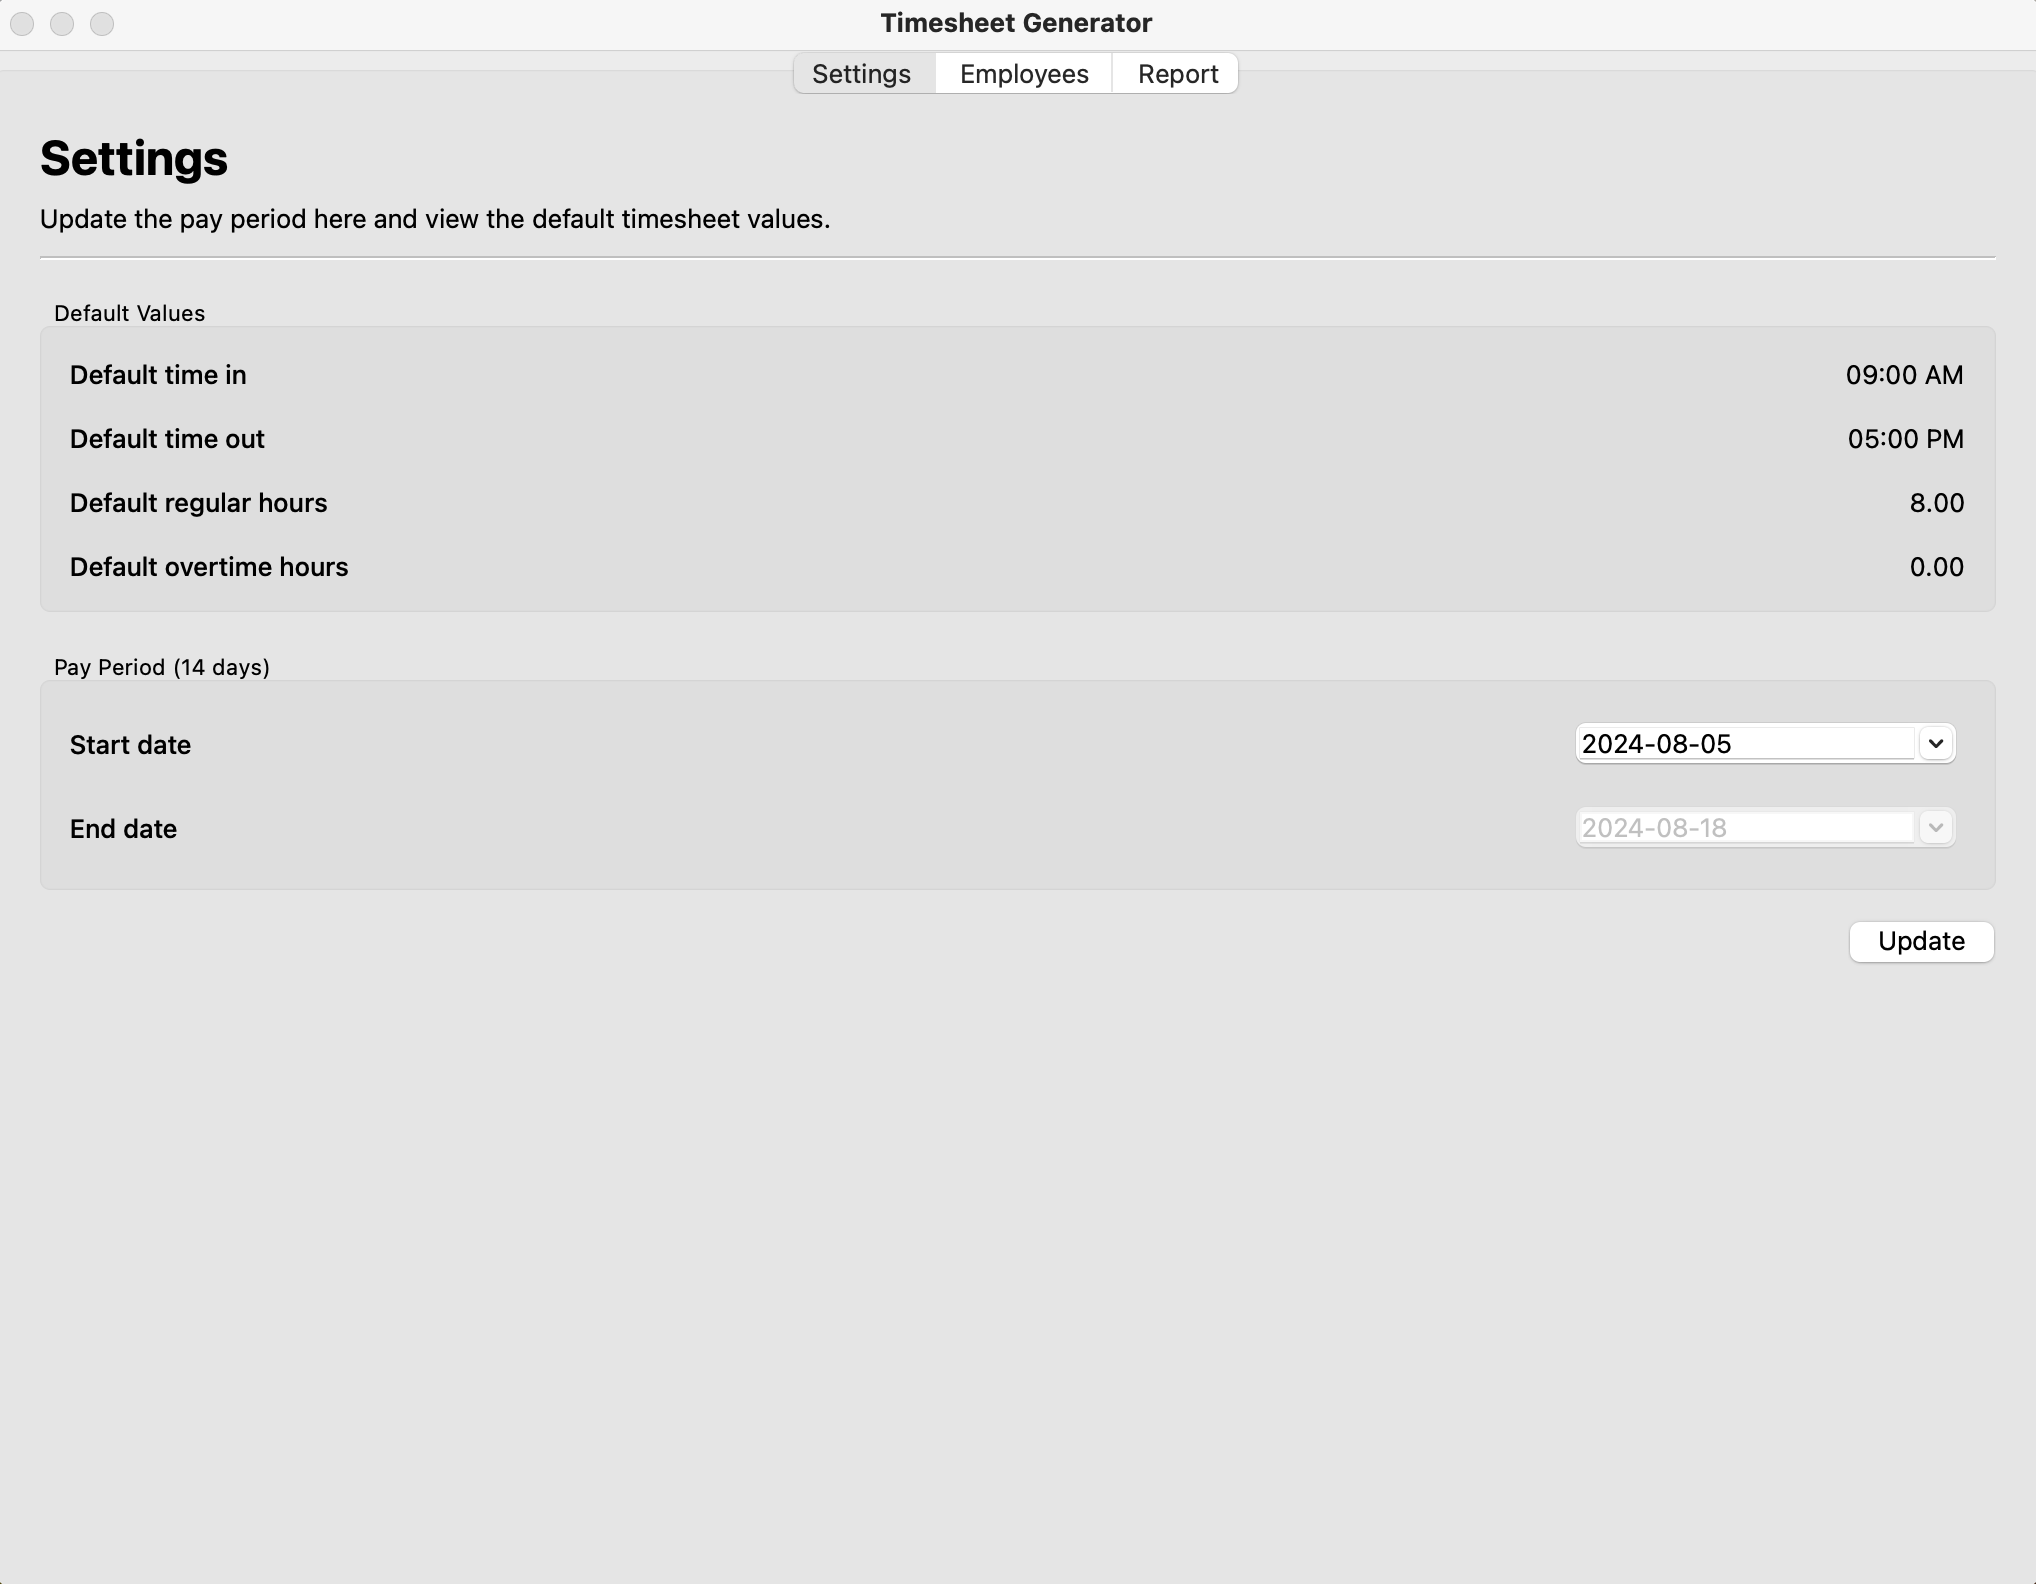 Timesheet Generator
Settings Employees Report
Settings
Update the pay period here and view the default timesheet values.
Default Values
Default time in 09:00 AM
Default time out 05:00 PM
Default regular hours 8.00
Default overtime hours 0.00
Pay Period (14 days)
Start date 2024-08-05
End date 2024-08-18
Update